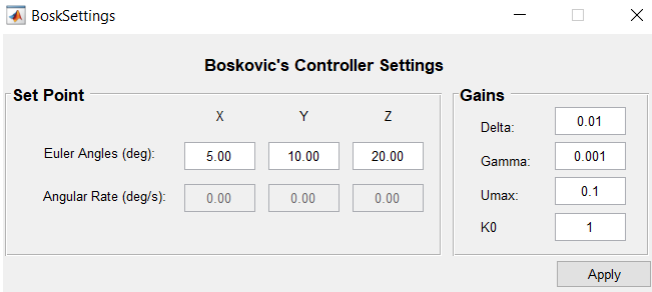 BoskSettings
Boskovic's Controller Settings
Set Point
X Y Z
Euler Angles (deg): 5.00 10.00 20.00
Angular Rate (deg/s): 0.00 0.00 0.00
Gains
Delta: 0.01
Gamma: 0.001
Umax: 0.1
K0 1
Apply